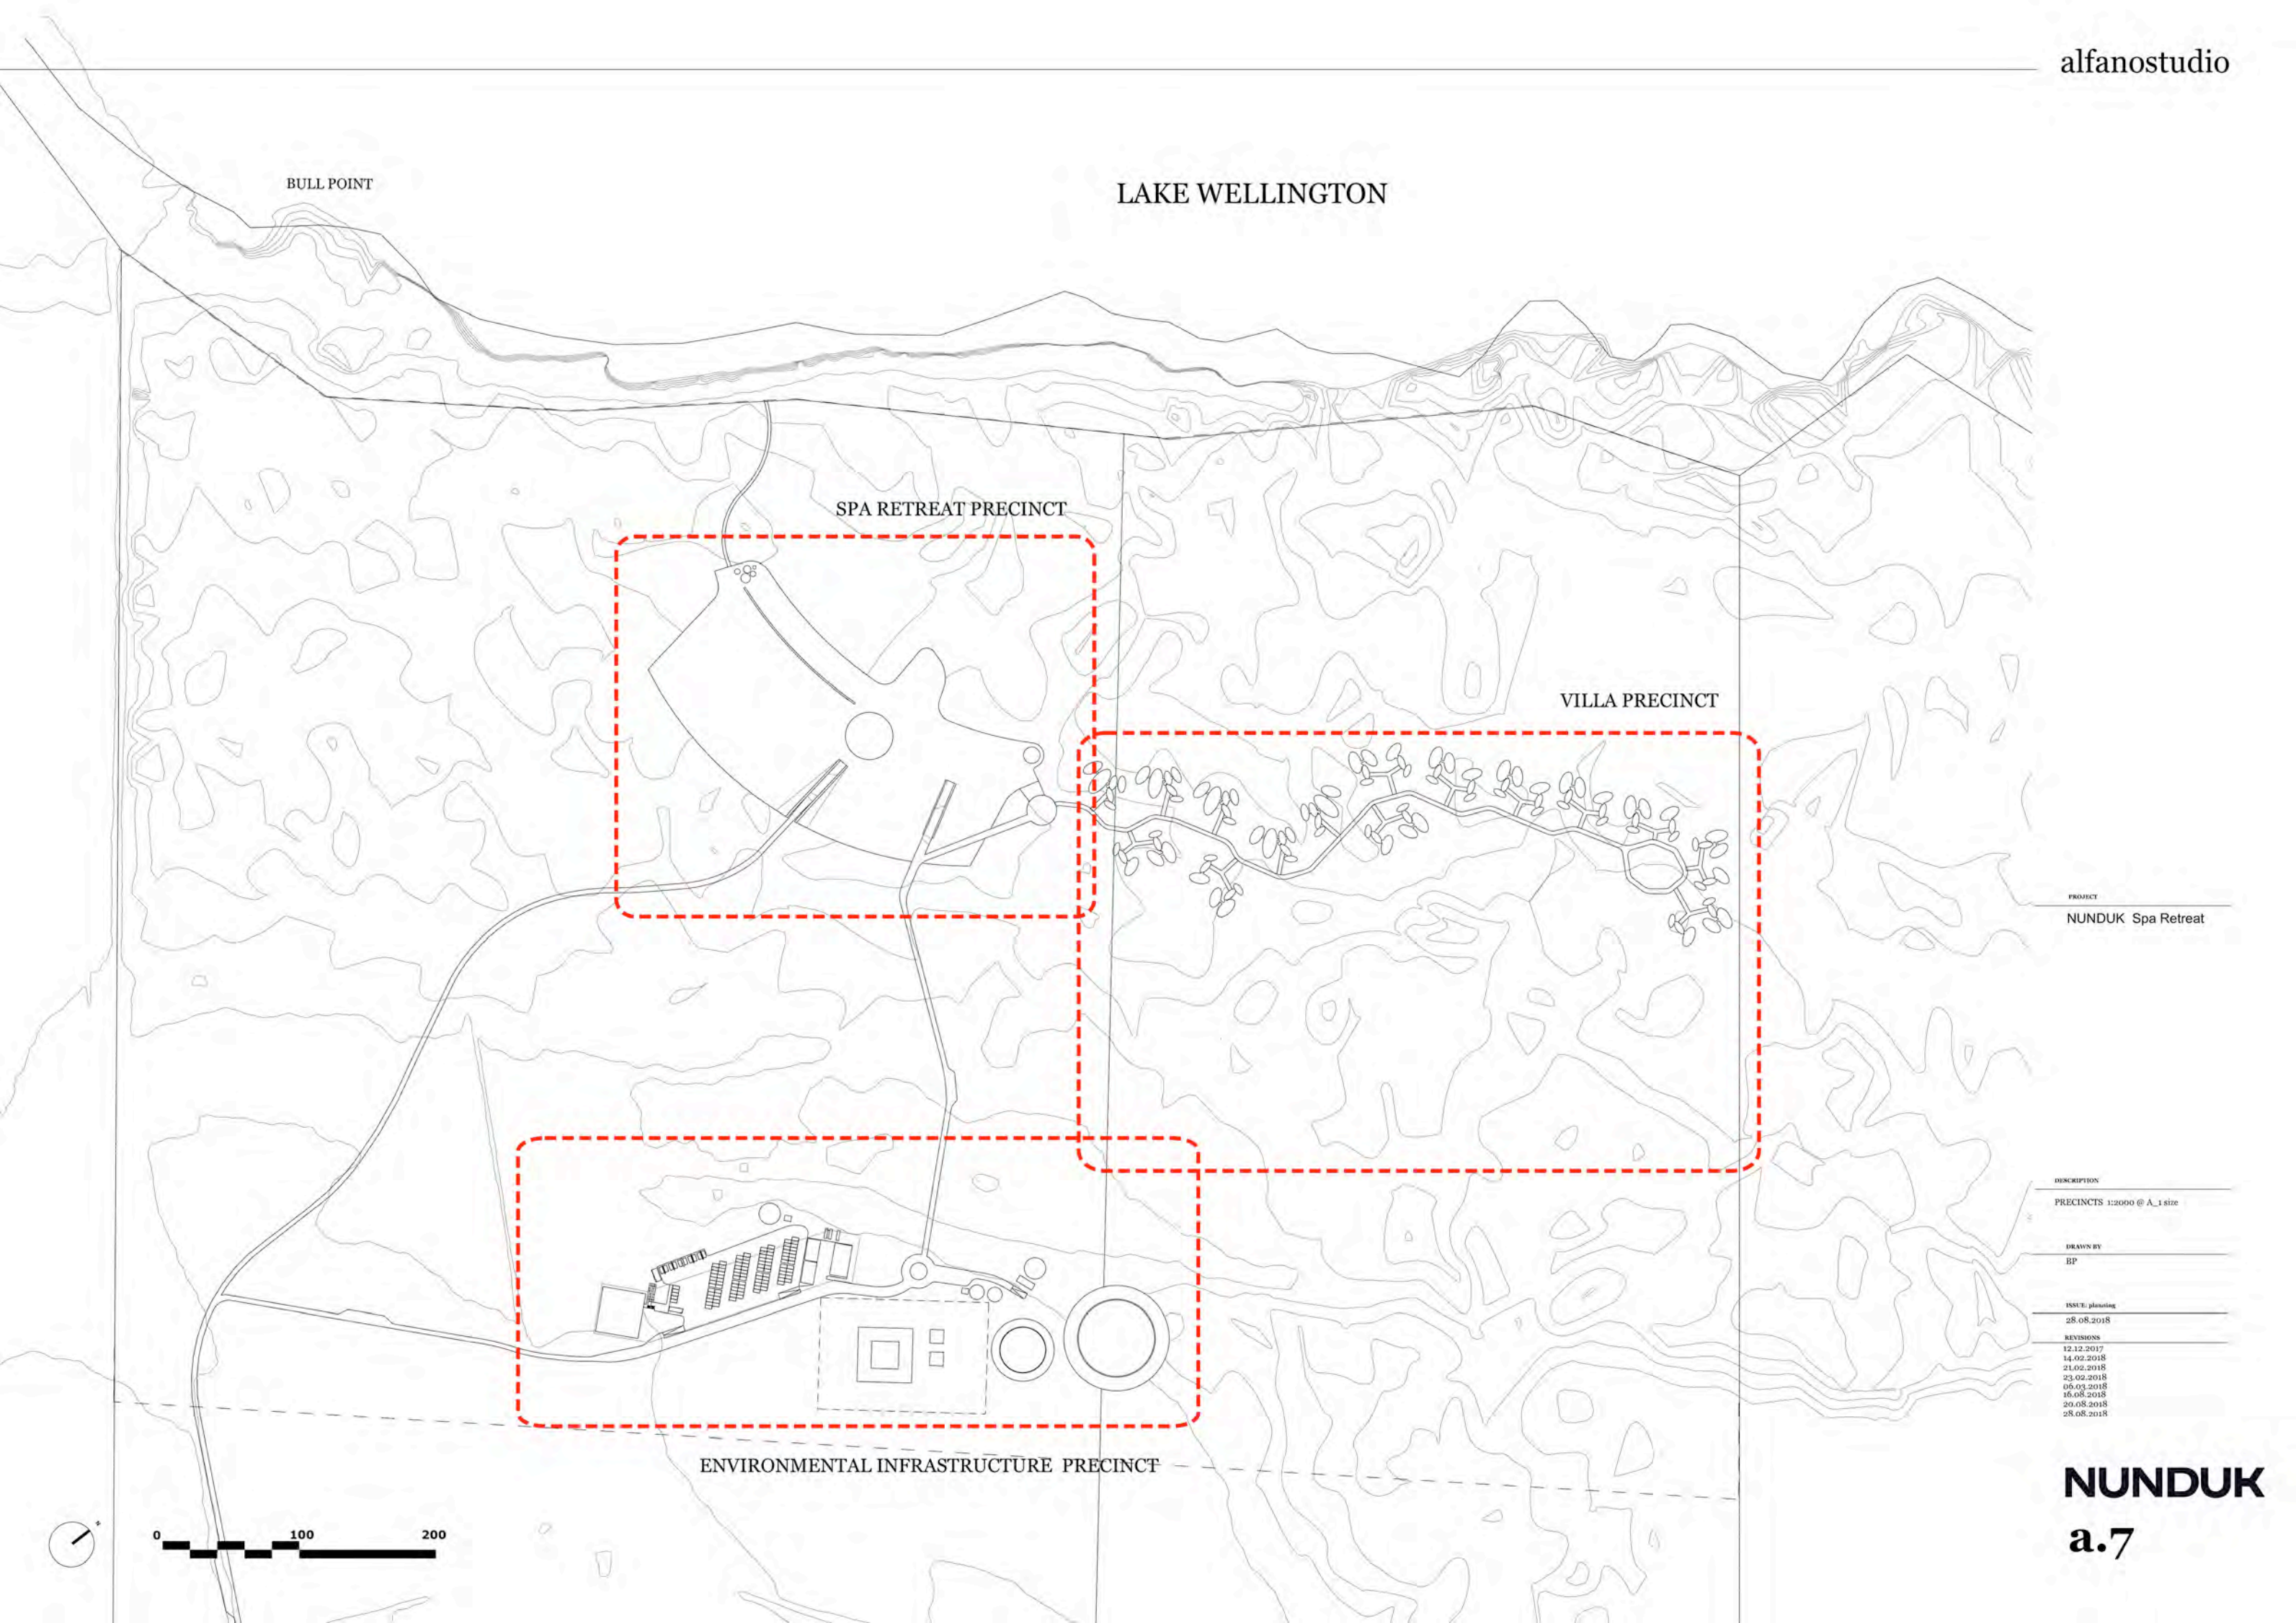 alfanostudio
BULL POINT
LAKE WELLINGTON
SPA RETREAT PRECINCT
VILLA PRECINCT
PROJECT
NUNDUK Spa Retreat
DESCRIPTION
PRECINCTS 1:2000 @ A_1 size
DRAWN BY
BP
ISSUE: planning
28.08.2018
REVISIONS
12.12.2017
14.02.2018
21.02.2018
23.02.2018
06.03.2018
16.08.2018
20.08.2018
28.08.2018
ENVIRONMENTAL INFRASTRUCTURE PRECINCT
N
0 100 200
NUNDUK
a.7